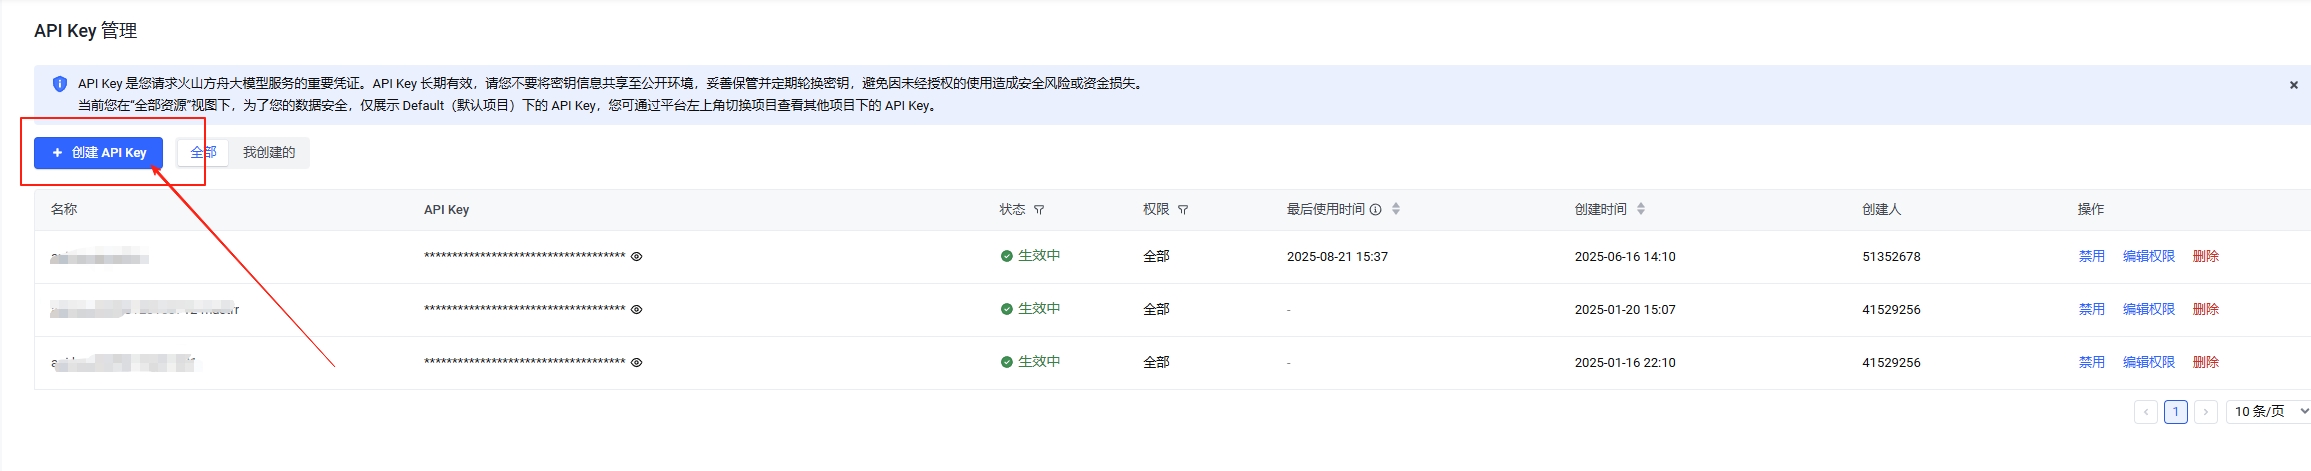 API Key 管理
API Key 是您请求火山方舟大模型服务的重要凭证。API Key 长期有效，请您不要将密钥信息共享至公开环境，妥善保管并定期轮换密钥，避免因未经授权的使用造成安全风险或资金损失。
当前您在“全部资源”视图下，为了您的数据安全，仅展示 Default（默认项目）下的 API Key，您可通过平台左上角切换项目查看其他项目下的 API Key。
+ 创建 API Key 全部 我创建的
名称 API Key 状态 权限 最后使用时间 创建时间 创建人 操作
************************************ 生效中 全部 2025-08-21 15:37 2025-06-16 14:10 51352678 禁用 编辑权限 删除
************************************ 生效中 全部 - 2025-01-20 15:07 41529256 禁用 编辑权限 删除
************************************ 生效中 全部 - 2025-01-16 22:10 41529256 禁用 编辑权限 删除
1 10 条/页